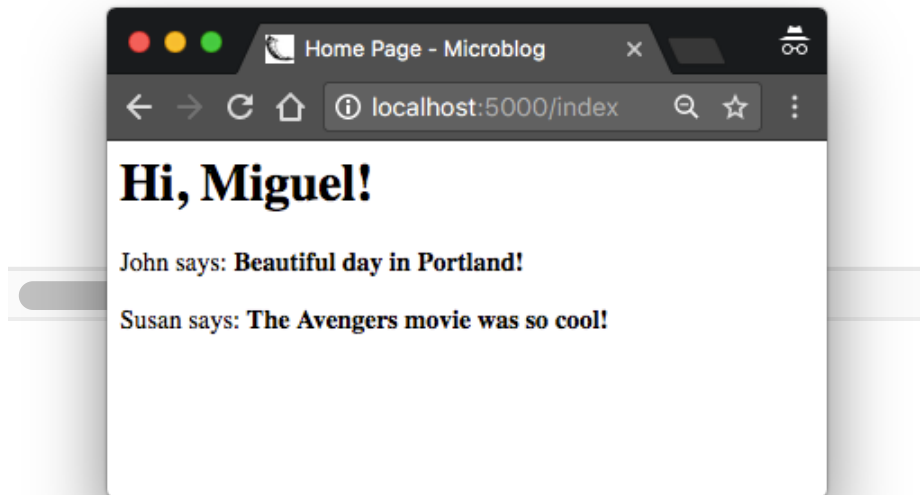 Home Page - Microblog
localhost:5000/index
Hi, Miguel!
John says: Beautiful day in Portland!
Susan says: The Avengers movie was so cool!